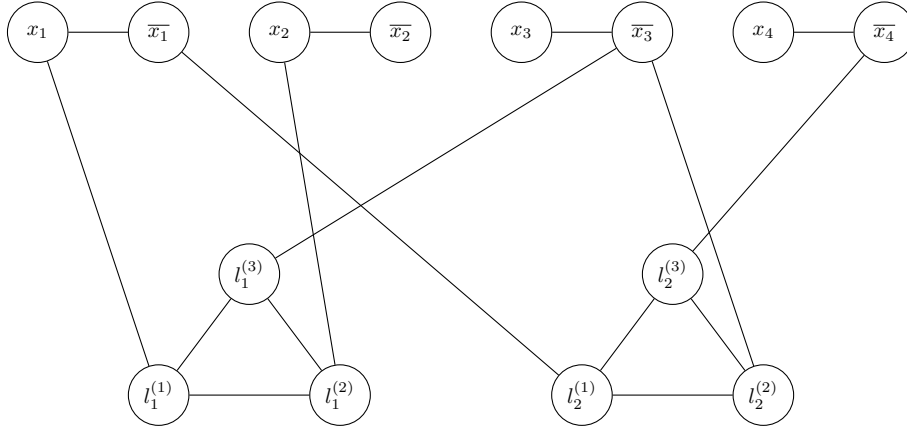 $x_1$ $\overline{x_1}$ $x_2$ $\overline{x_2}$ $x_3$ $\overline{x_3}$ $x_4$ $\overline{x_4}$
$l_1^{(3)}$ $l_2^{(3)}$
$l_1^{(1)}$ $l_1^{(2)}$ $l_2^{(1)}$ $l_2^{(2)}$